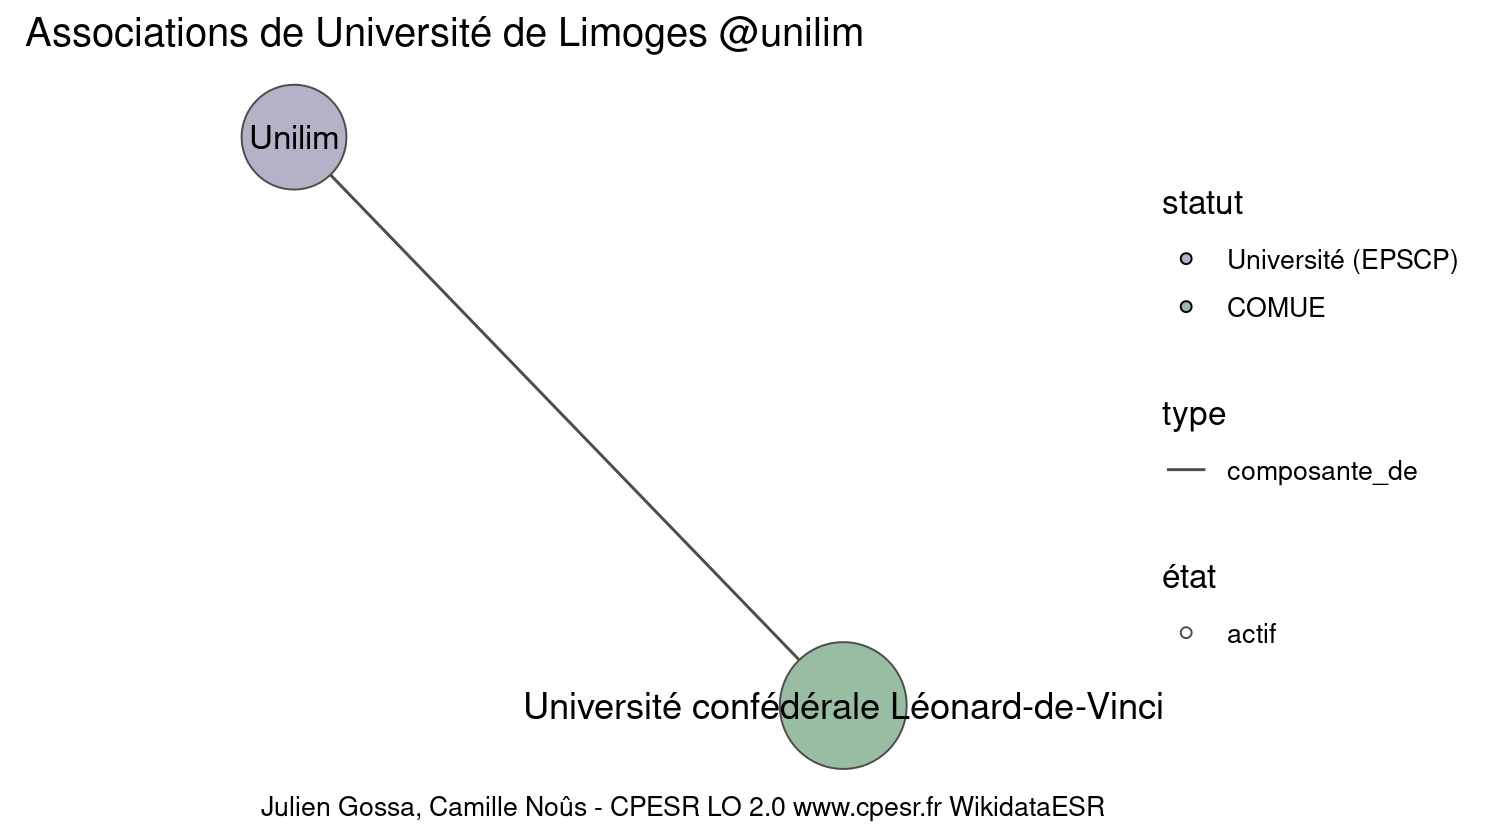 Associations de Université de Limoges @unilim
Unilim
statut
Université (EPSCP)
COMUE
type
composante_de
état
actif
Université confédérale Léonard-de-Vinci
Julien Gossa, Camille Noûs - CPESR LO 2.0 www.cpesr.fr WikidataESR